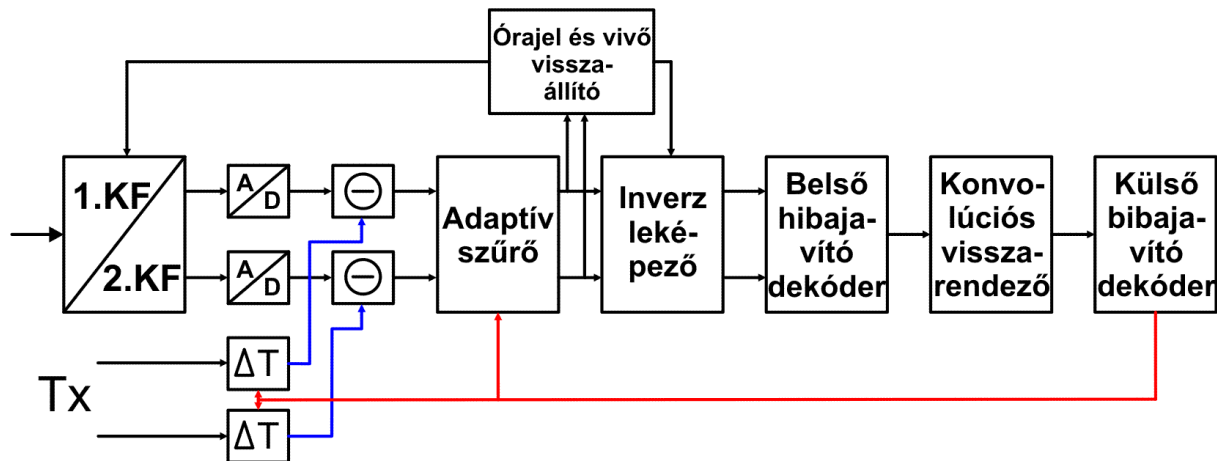 Órajel és vivő
vissza-
állító
1.KF
2.KF
A
D
A
D
Adaptív
szűrő
Inverz
leké-
pező
Belső
hibaja-
vító
dekóder
Konvo-
lúciós
vissza-
rendező
Külső
bibaja-
vító
dekóder
ΔT
Tx
ΔT